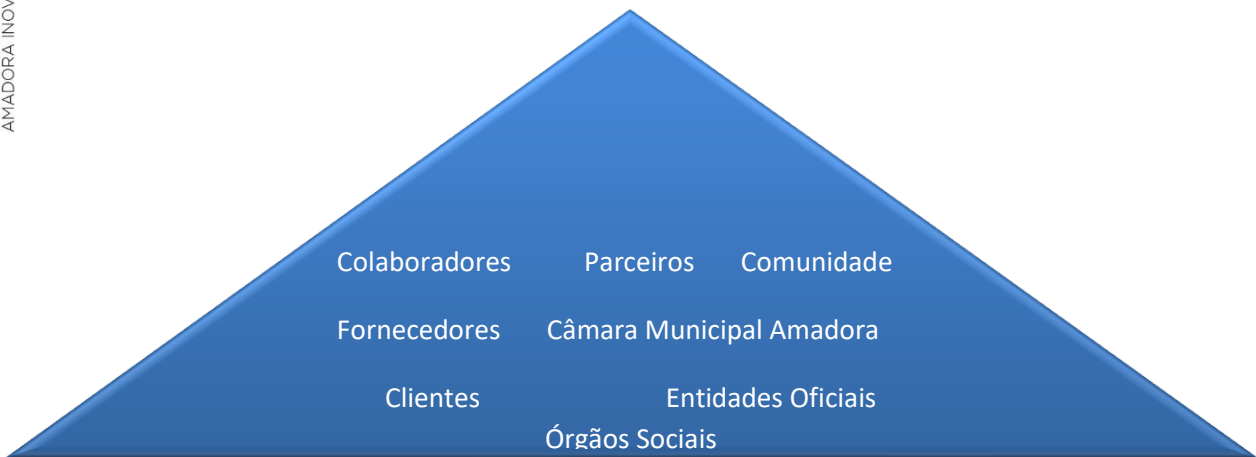 AMADORA INOV
Colaboradores Parceiros Comunidade
Fornecedores Câmara Municipal Amadora
Clientes Entidades Oficiais
Órgãos Sociais